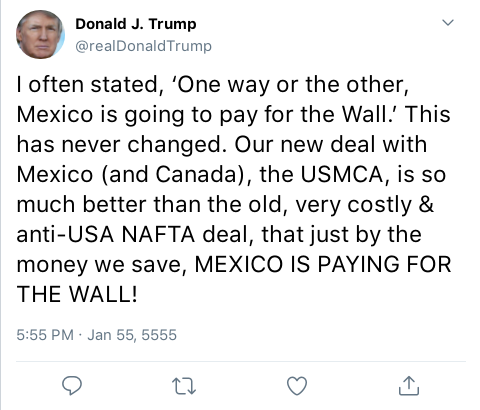 Donald J. Trump
@realDonaldTrump
I often stated, ‘One way or the other,
Mexico is going to pay for the Wall.’ This
has never changed. Our new deal with
Mexico (and Canada), the USMCA, is so
much better than the old, very costly &
anti-USA NAFTA deal, that just by the
money we save, MEXICO IS PAYING FOR
THE WALL!
5:55 PM · Jan 55, 5555